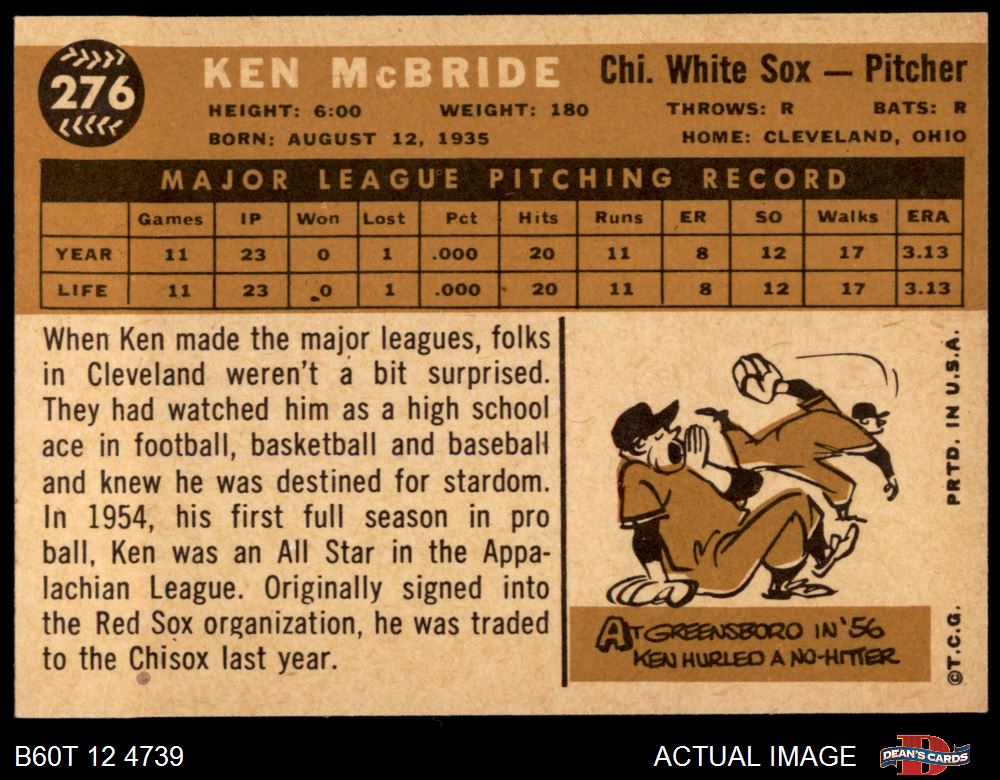 276
KEN McBRIDE
Chi. White Sox — Pitcher
HEIGHT: 6:00 WEIGHT: 180 THROWS: R BATS: R
BORN: AUGUST 12, 1935 HOME: CLEVELAND, OHIO
MAJOR LEAGUE PITCHING RECORD
Games IP Won Lost Pct Hits Runs ER SO Walks ERA
YEAR 11 23 0 1 .000 20 11 8 12 17 3.13
LIFE 11 23 0 1 .000 20 11 8 12 17 3.13
When Ken made the major leagues, folks
in Cleveland weren't a bit surprised.
They had watched him as a high school
ace in football, basketball and baseball
and knew he was destined for stardom.
In 1954, his first full season in pro
ball, Ken was an All Star in the Appa-
lachian League. Originally signed into
the Red Sox organization, he was traded
to the Chisox last year.
AT GREENSBORO IN '56
KEN HURLED A NO-HITTER
©T.C.G. PRTD. IN U.S.A.
B60T 12 4739 ACTUAL IMAGE DEAN'S CARDS